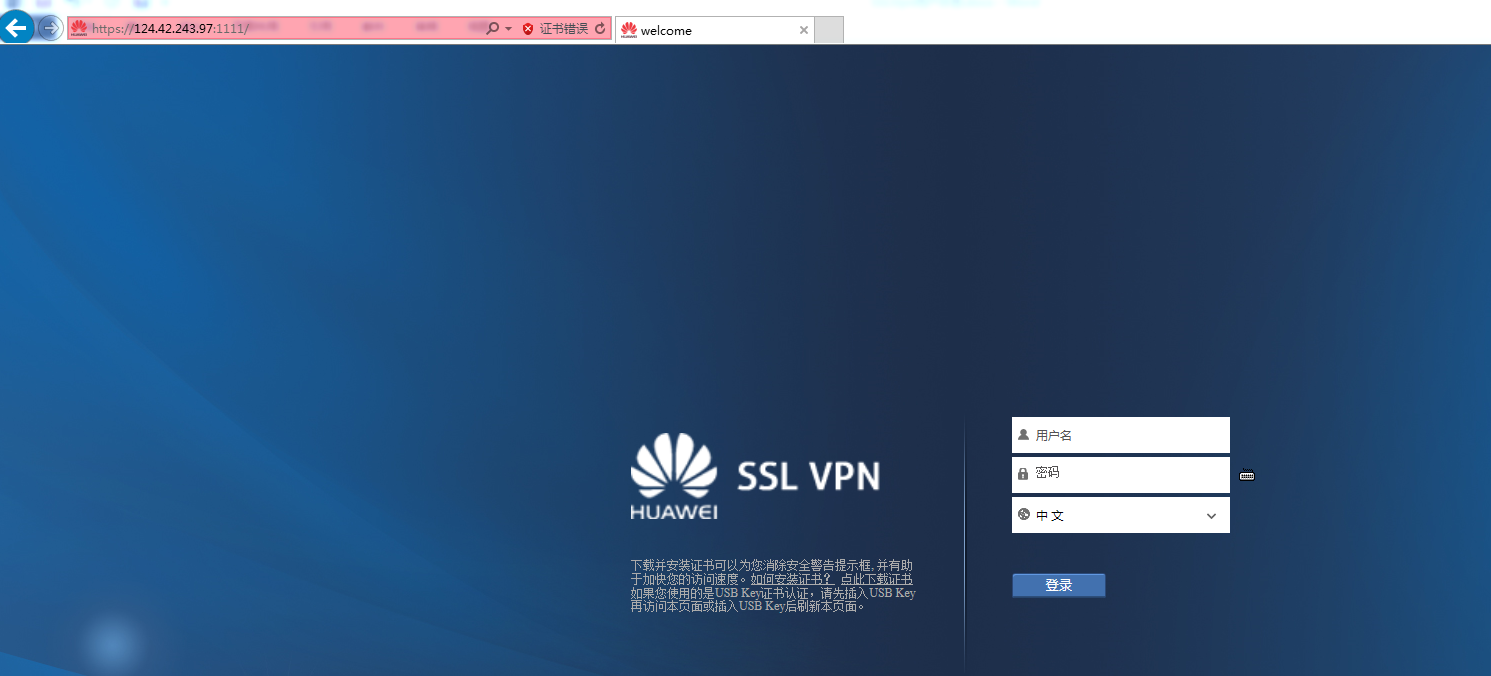 https://124.42.243.97:1111/
证书错误
welcome
HUAWEI
SSL VPN
下载并安装证书可以为您消除安全警告提示框,并有助
于加快您的访问速度。如何安装证书？ 点此下载证书
如果您使用的是USB Key证书认证，请先插入USB Key
再访问本页面或插入USB Key后刷新本页面。
用户名
密码
中文
登录